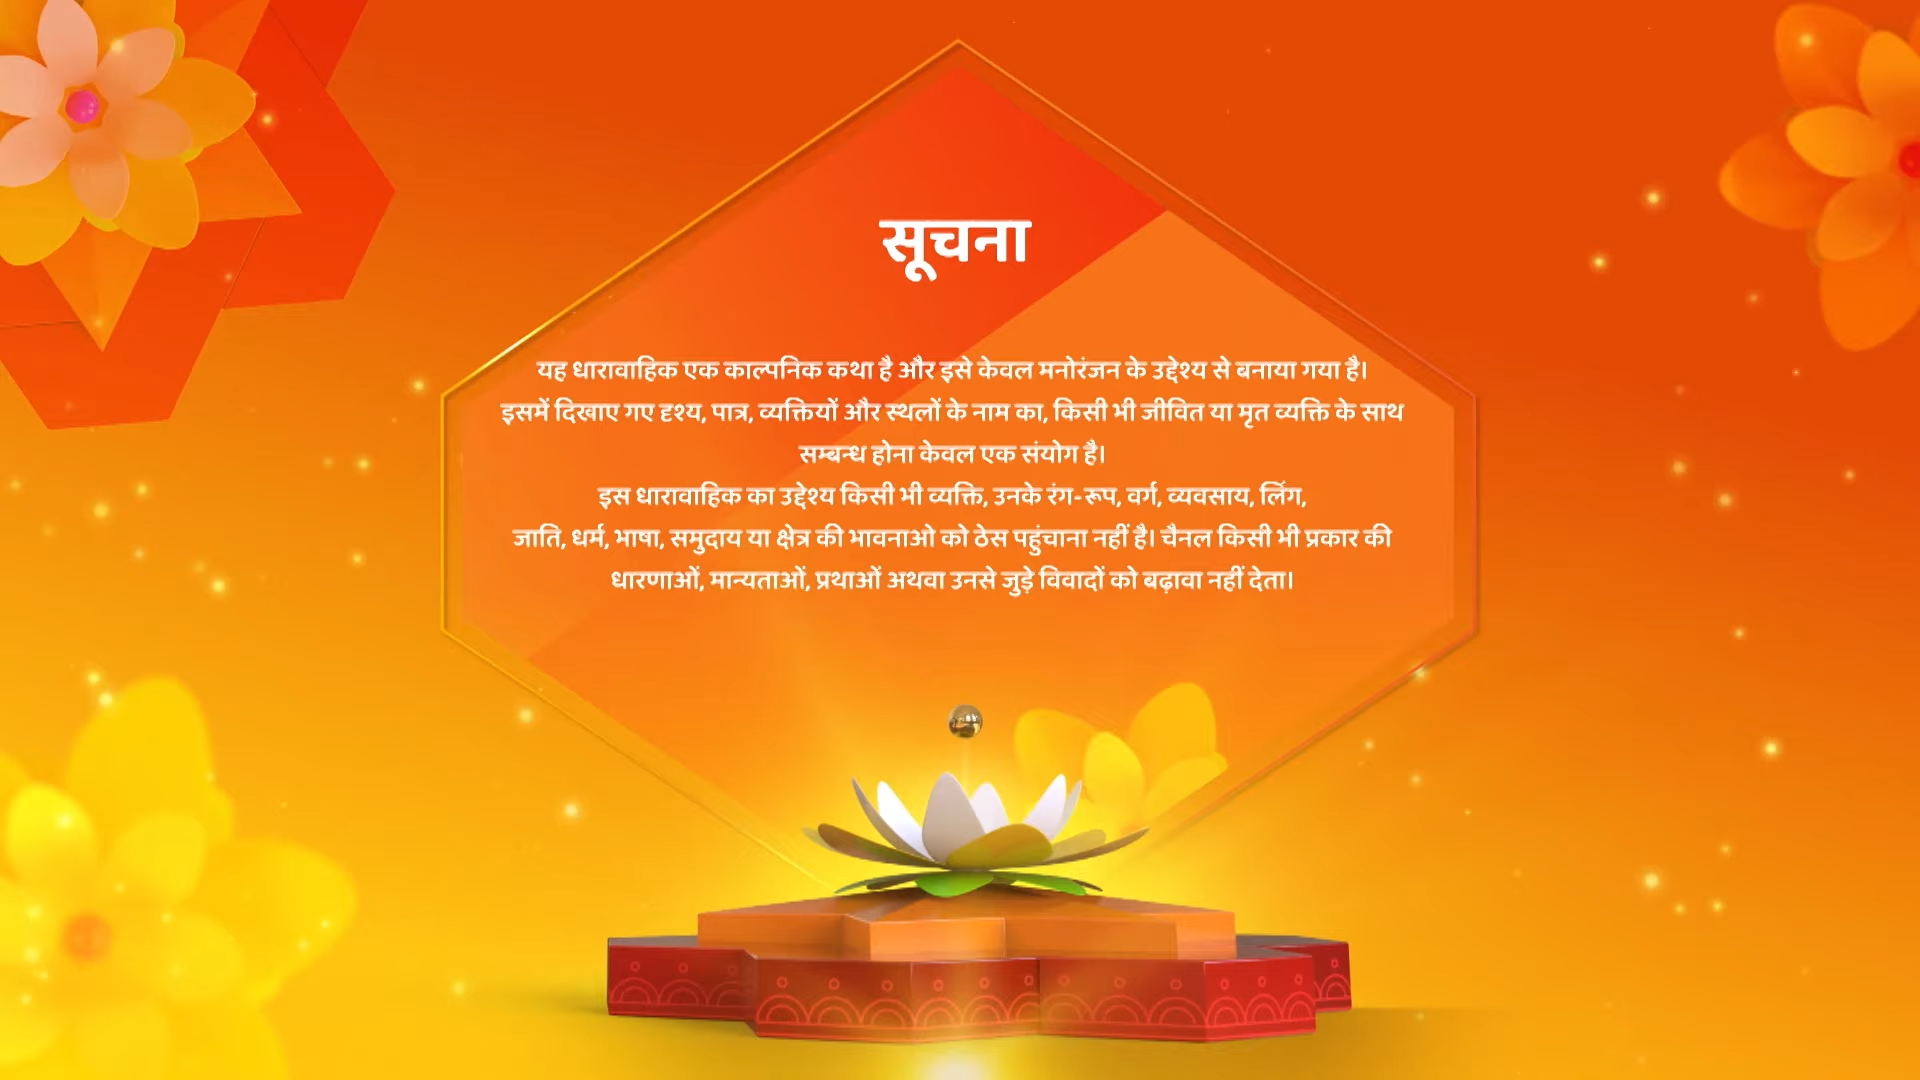 सूचना
यह धारावाहिक एक काल्पनिक कथा है और इसे केवल मनोरंजन के उद्देश्य से बनाया गया है।
इसमें दिखाए गए दृश्य, पात्र, व्यक्तियों और स्थलों के नाम का, किसी भी जीवित या मृत व्यक्ति के साथ
सम्बन्ध होना केवल एक संयोग है।
इस धारावाहिक का उद्देश्य किसी भी व्यक्ति, उनके रंग-रूप, वर्ग, व्यवसाय, लिंग,
जाति, धर्म, भाषा, समुदाय या क्षेत्र की भावनाओ को ठेस पहुंचाना नहीं है। चैनल किसी भी प्रकार की
धारणाओं, मान्यताओं, प्रथाओं अथवा उनसे जुड़े विवादों को बढ़ावा नहीं देता।